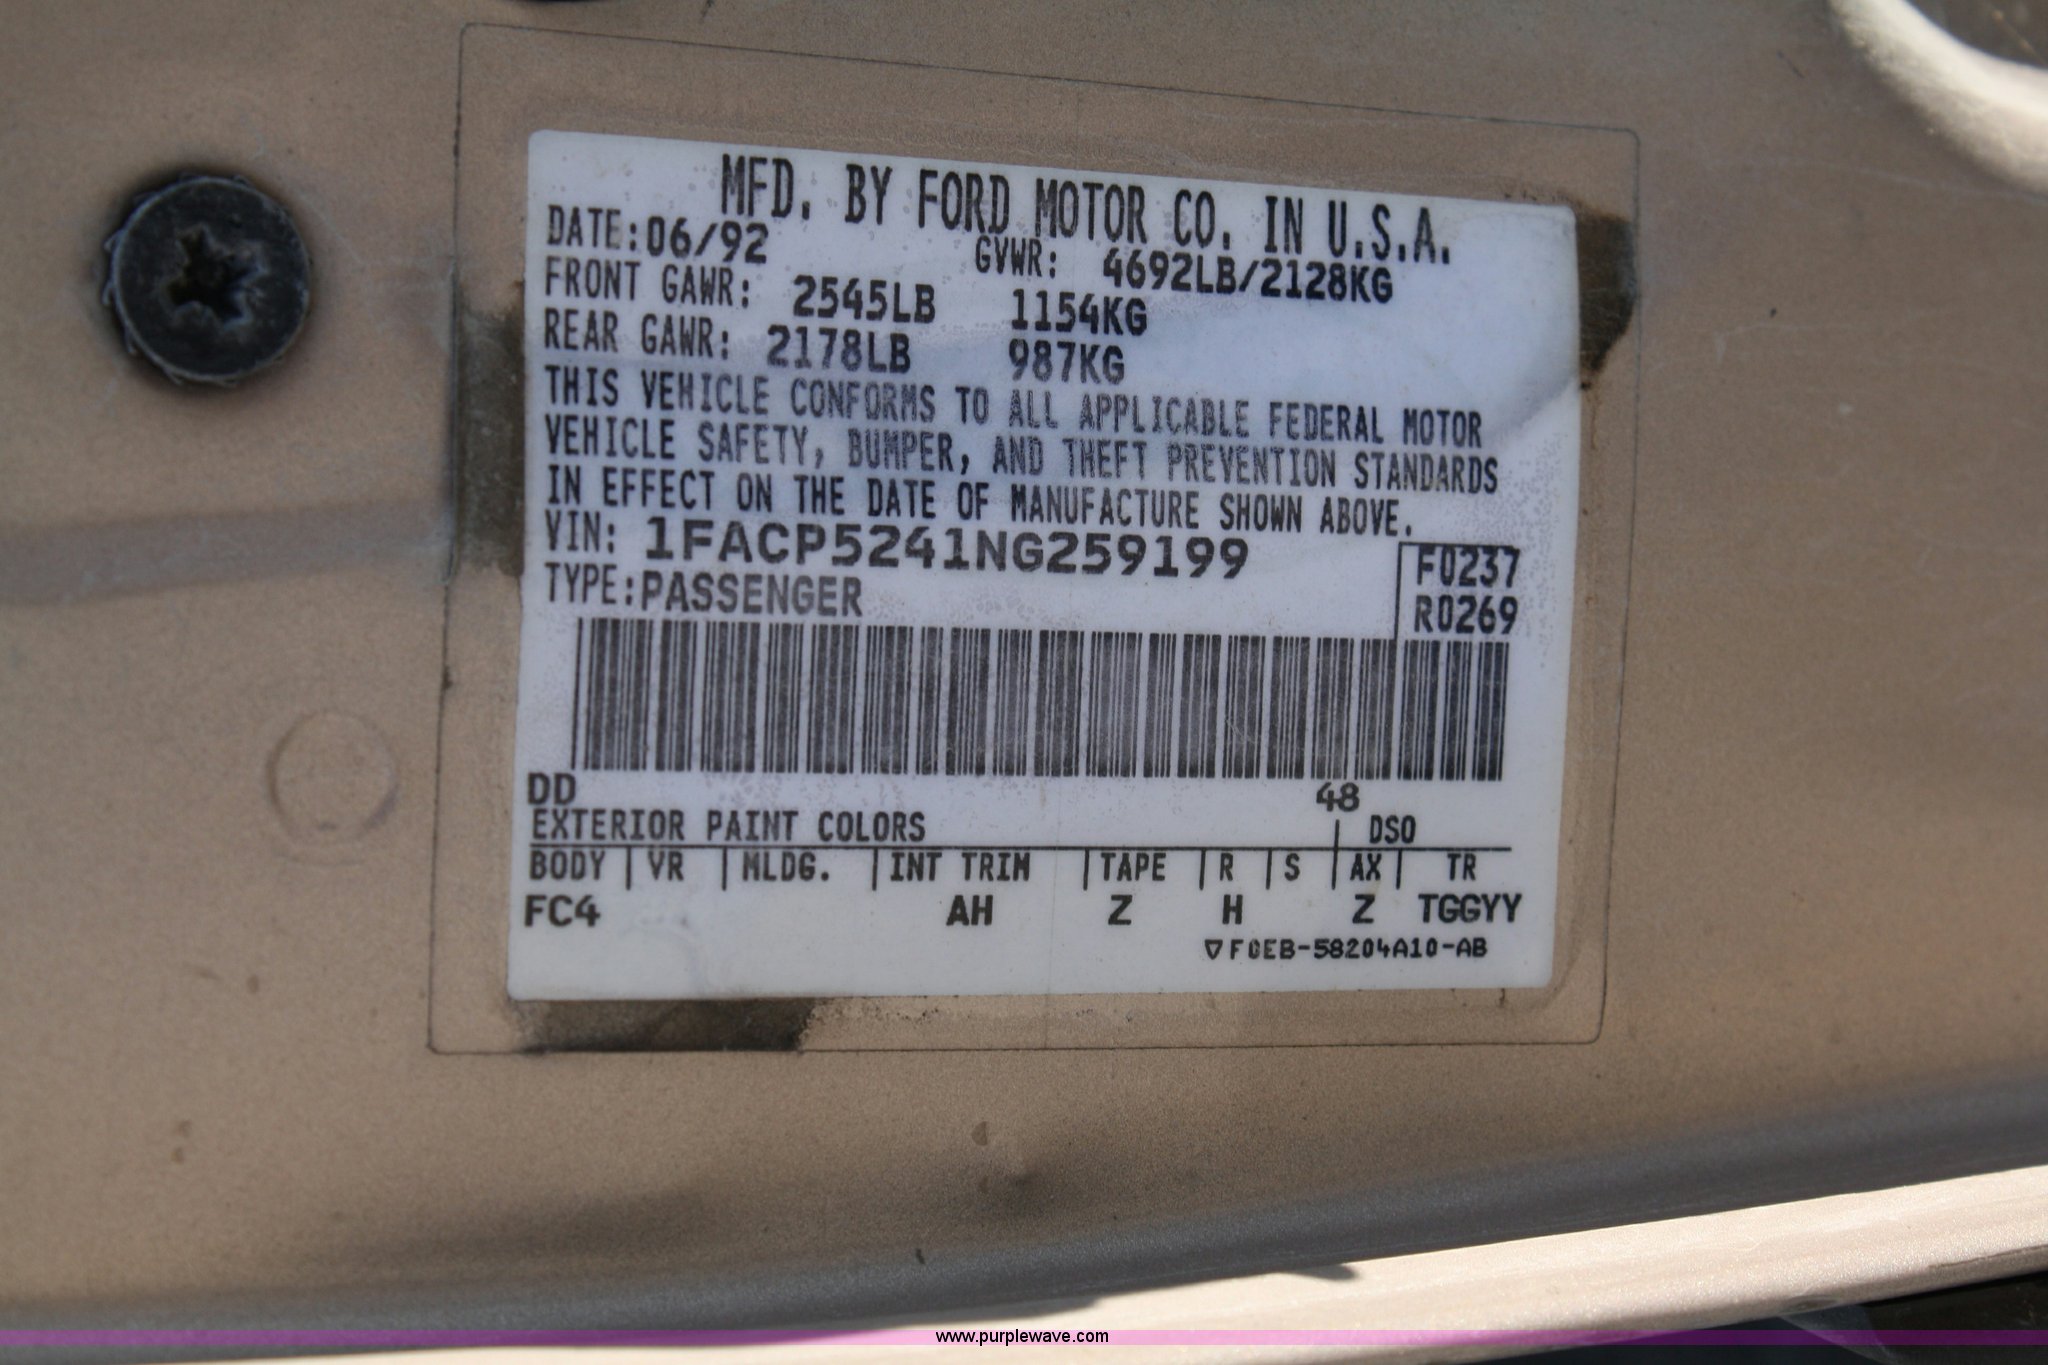 MFD. BY FORD MOTOR CO. IN U.S.A.
DATE:06/92 GVWR: 4692LB/2128KG
FRONT GAWR: 2545LB 1154KG
REAR GAWR: 2178LB 987KG
THIS VEHICLE CONFORMS TO ALL APPLICABLE FEDERAL MOTOR
VEHICLE SAFETY, BUMPER, AND THEFT PREVENTION STANDARDS
IN EFFECT ON THE DATE OF MANUFACTURE SHOWN ABOVE.
VIN: 1FACP5241NG259199
F0237
TYPE:PASSENGER
R0269
DD 48
EXTERIOR PAINT COLORS DSO
BODY VR MLDG. INT TRIM TAPE R S AX TR
FC4 AH Z H Z TGGYY
▽F0EB-58204A10-AB
www.purplewave.com